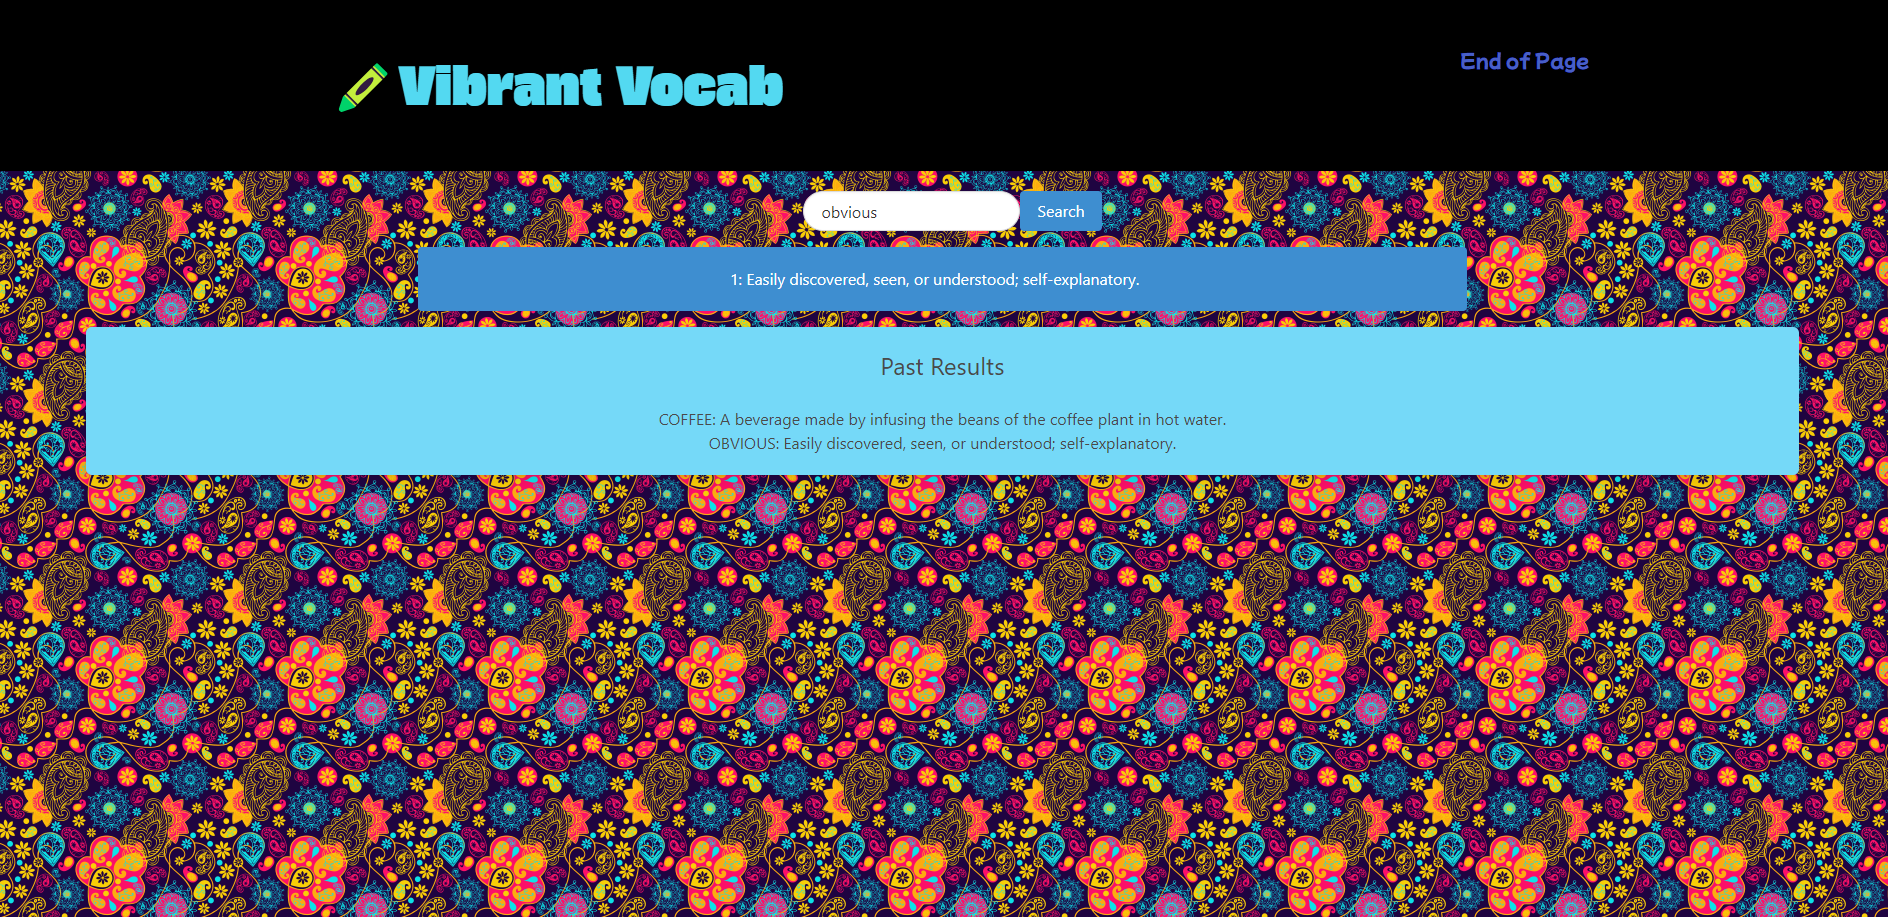 Vibrant Vocab
End of Page
obvious
Search
1: Easily discovered, seen, or understood; self-explanatory.
Past Results
COFFEE: A beverage made by infusing the beans of the coffee plant in hot water.
OBVIOUS: Easily discovered, seen, or understood; self-explanatory.